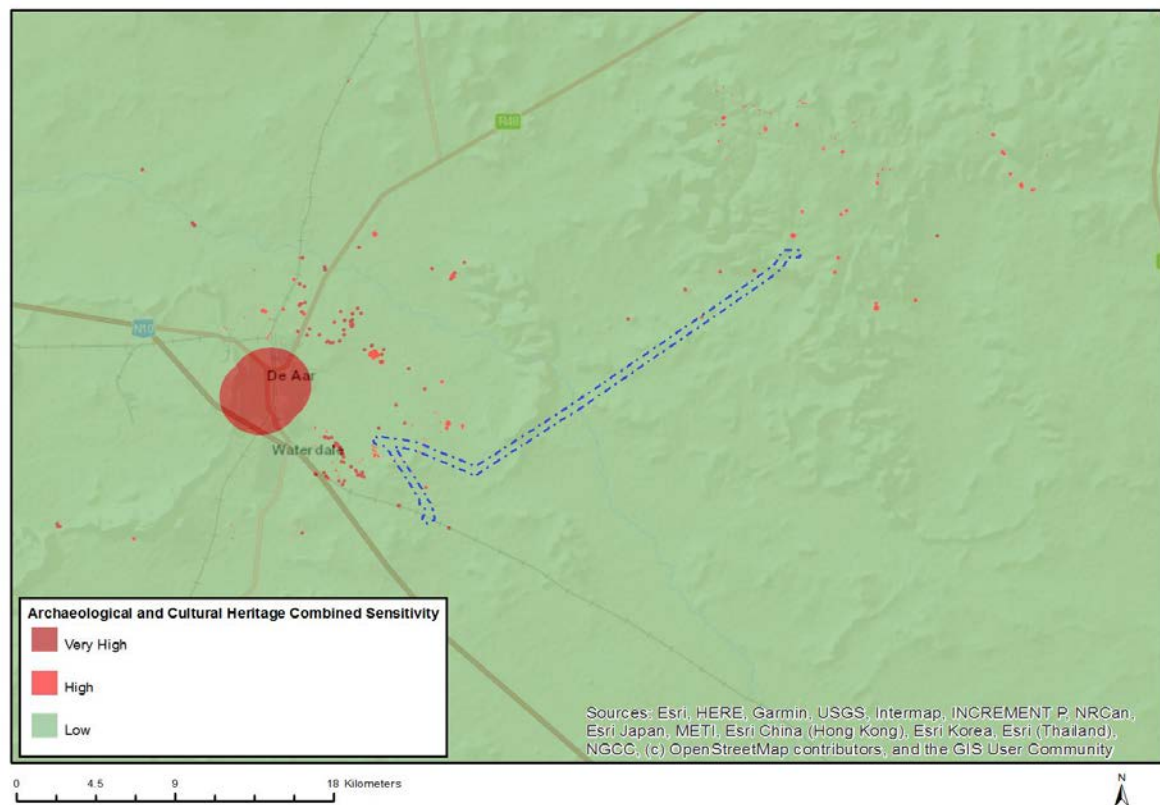 R48
N10
De Aar
Waterdale
Archaeological and Cultural Heritage Combined Sensitivity
Very High
High
Low
Sources: Esri, HERE, Garmin, USGS, Intermap, INCREMENT P, NRCan,
Esri Japan, METI, Esri China (Hong Kong), Esri Korea, Esri (Thailand),
NGCC, (c) OpenStreetMap contributors, and the GIS User Community
0 4.5 9 18 Kilometers
N